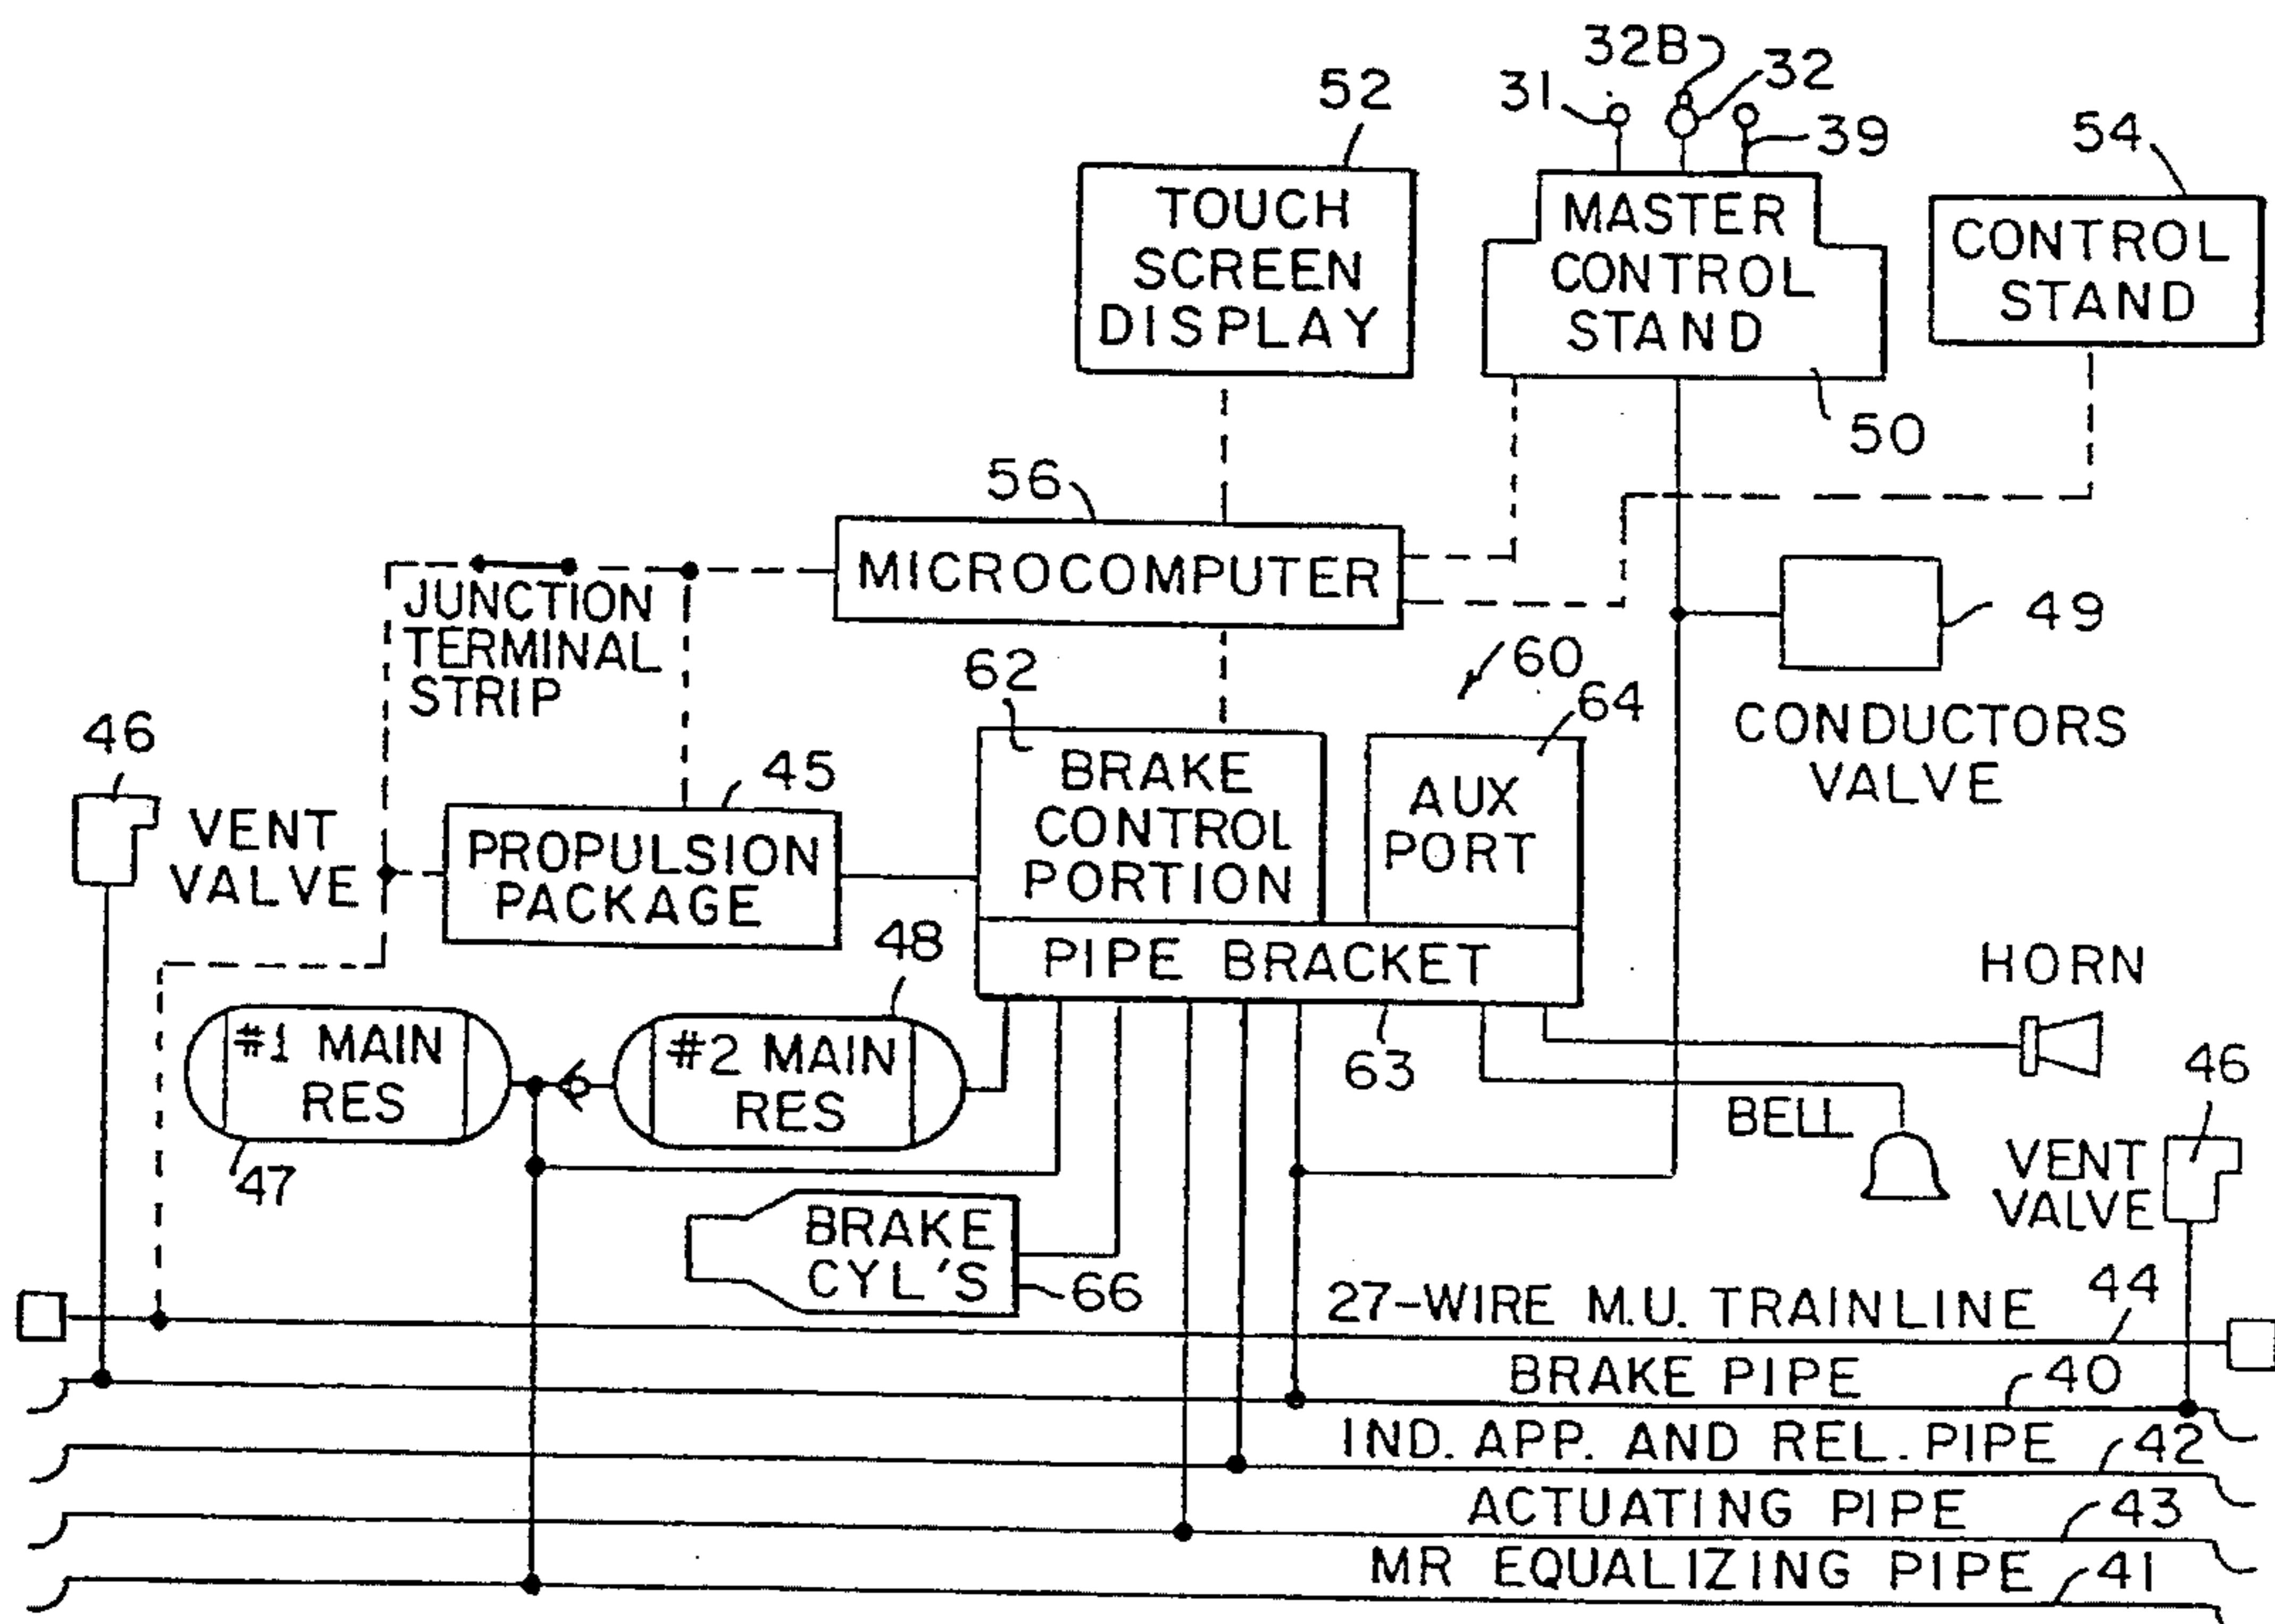 32B
52
31
32
39
54
TOUCH
SCREEN
DISPLAY
MASTER
CONTROL
STAND
CONTROL
STAND
50
56
MICROCOMPUTER
JUNCTION
TERMINAL
STRIP
49
CONDUCTORS
VALVE
60
62
64
46
VENT
VALVE
45
PROPULSION
PACKAGE
BRAKE
CONTROL
PORTION
AUX
PORT
PIPE BRACKET
48
HORN
#1 MAIN
RES
#2 MAIN
RES
63
47
BELL
46
VENT
VALVE
BRAKE
CYL'S
66
27-WIRE M.U. TRAINLINE
44
BRAKE PIPE
40
IND. APP. AND REL. PIPE
42
ACTUATING PIPE
43
MR EQUALIZING PIPE
41